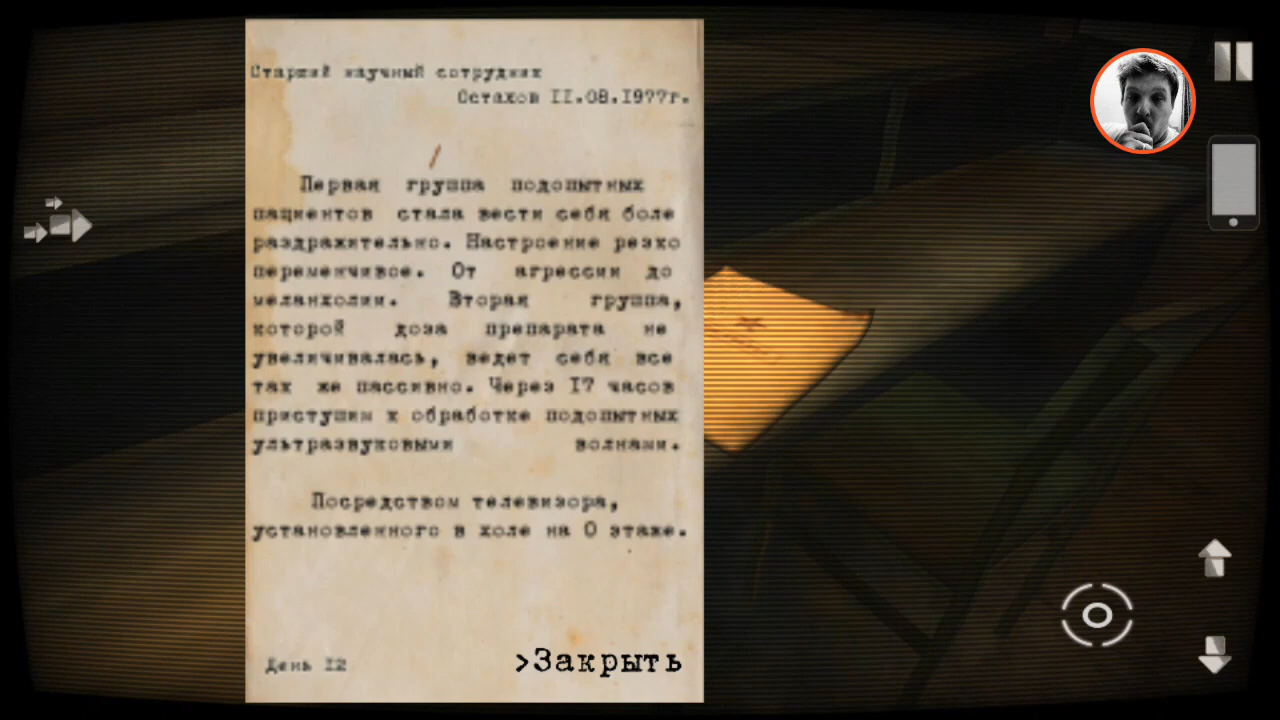 Старший научный сотрудник
Остахов II.08.I977г.
Первая группа подопытных
пациентов стала вести себя боле
раздражительно. Настроение резко
переменчивое. От агрессии до
меланхолии. Вторая группа,
которой доза препарата не
увеличивалась, ведет себя все
так же пассивно. Через I7 часов
приступим к обработке подопытных
ультразвуковыми волнами.
Посредством телевизора,
установленного в холе на 0 этаже.
День I2
>Закрыть